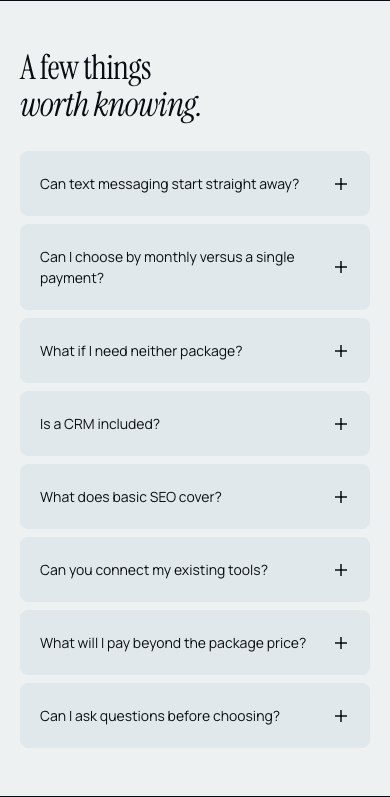 A few things
worth knowing.
Can text messaging start straight away?
Can I choose by monthly versus a single
payment?
What if I need neither package?
Is a CRM included?
What does basic SEO cover?
Can you connect my existing tools?
What will I pay beyond the package price?
Can I ask questions before choosing?